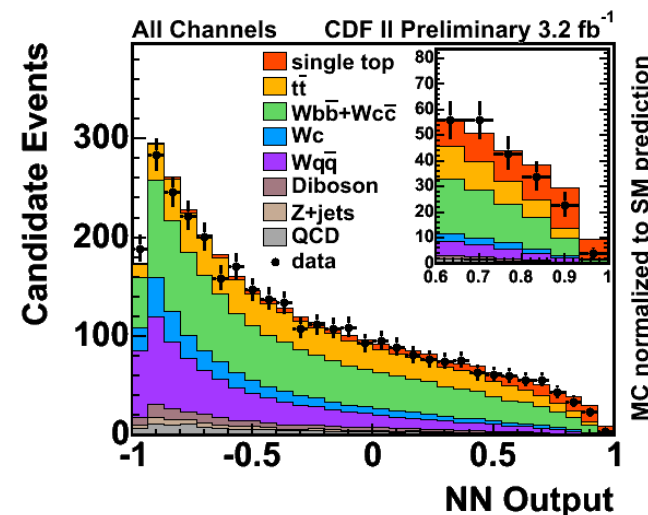 All Channels
CDF II Preliminary 3.2 fb⁻¹
Candidate Events
300
200
100
0
single top
tt̄
Wbb̄+Wcc̄
Wc
Wqq̄
Diboson
Z+jets
QCD
data
80
70
60
50
40
30
20
10
0
0.6 0.7 0.8 0.9 1
-1 -0.5 0 0.5 1
NN Output
MC normalized to SM prediction